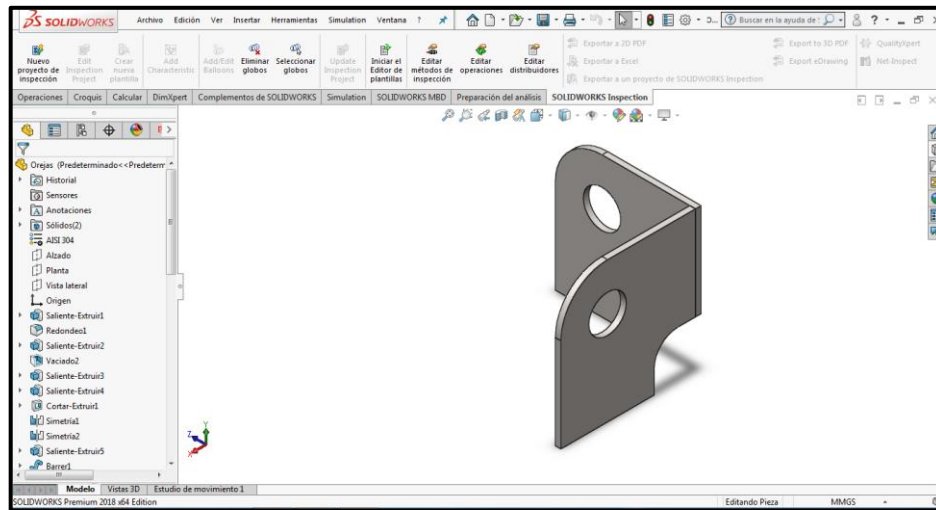 SOLIDWORKS Archivo Edición Ver Insertar Herramientas Simulation Ventana ? Buscar en la ayuda de
Nuevo proyecto de inspección
Edit Inspection Project
Crear nueva plantilla
Add Characteristic
Add/Edit Balloons
Eliminar globos
Seleccionar globos
Update Inspection Project
Iniciar el Editor de plantillas
Editar métodos de inspección
Editar operaciones
Editar distribuidores
Exportar a 2D PDF
Exportar a Excel
Exportar a un proyecto de SOLIDWORKS Inspection
Export to 3D PDF
Export eDrawing
QualityXpert
Net-Inspect
Operaciones Croquis Calcular DimXpert Complementos de SOLIDWORKS Simulation SOLIDWORKS MBD Preparación del análisis SOLIDWORKS Inspection
Orejas (Predeterminado<<Predeterm
Historial
Sensores
Anotaciones
Sólidos(2)
AISI 304
Alzado
Planta
Vista lateral
Origen
Saliente-Extruir1
Redondeo1
Saliente-Extruir2
Vaciado2
Saliente-Extruir3
Saliente-Extruir4
Cortar-Extruir1
Simetría1
Simetría2
Saliente-Extruir5
Barrer1
Y
Z
X
Modelo Vistas 3D Estudio de movimiento 1
SOLIDWORKS Premium 2018 x64 Edition Editando Pieza MMGS